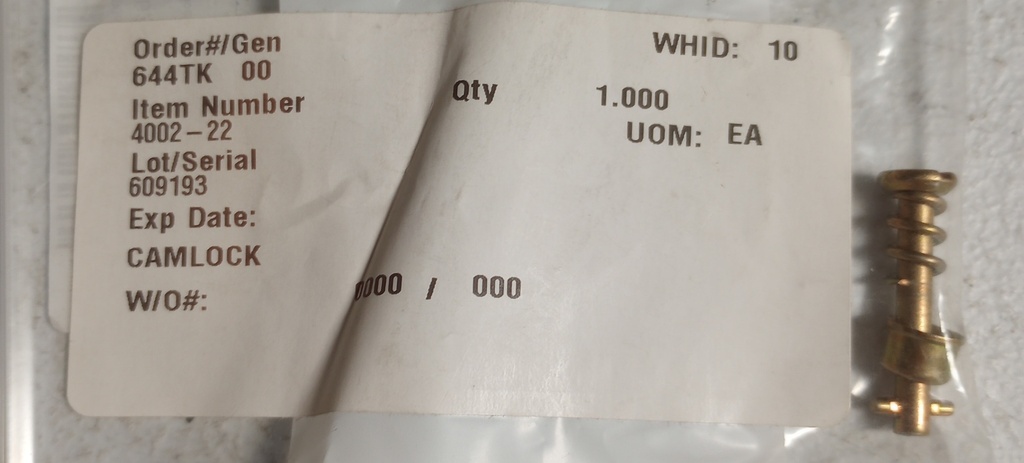 Order#/Gen
644TK 00
WHID: 10
Item Number
4002-22
Qty 1.000
UOM: EA
Lot/Serial
609193
Exp Date:
CAMLOCK
W/O#: 0000 / 000